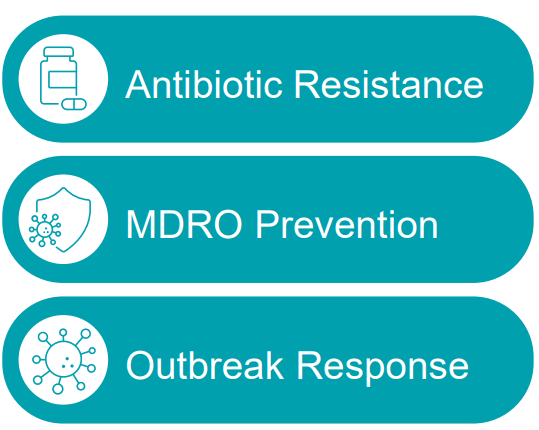 Antibiotic Resistance
MDRO Prevention
Outbreak Response